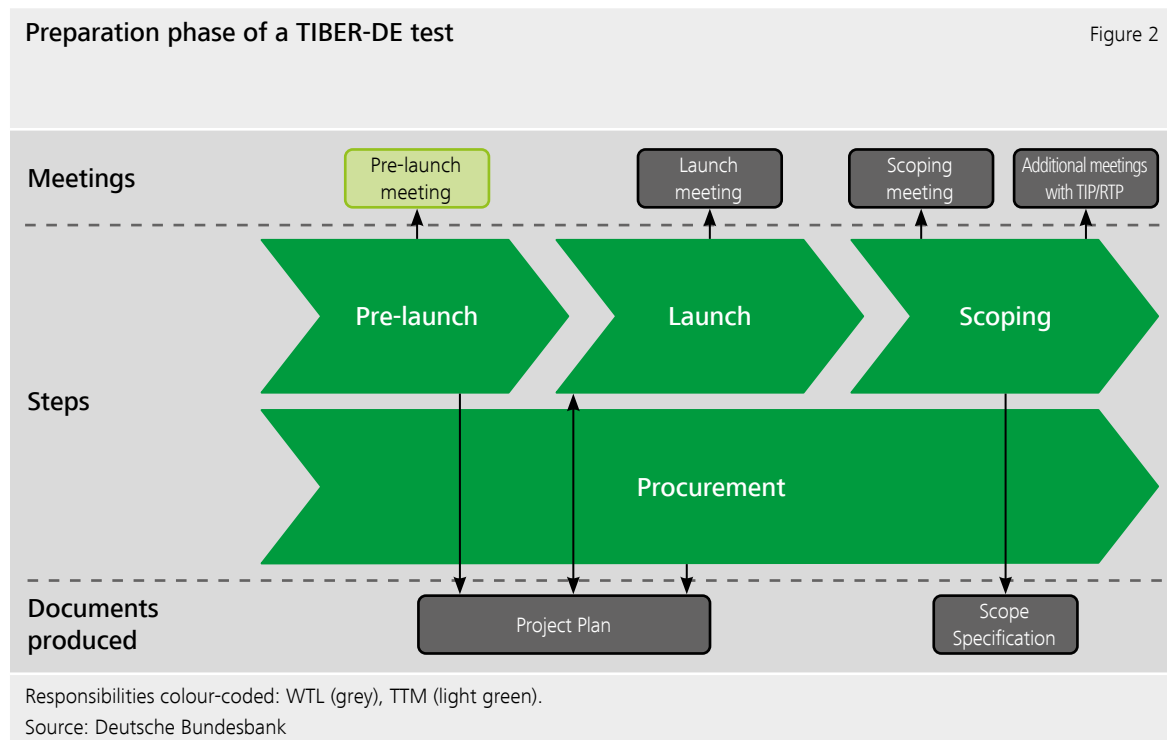 Preparation phase of a TIBER-DE test
Figure 2
Meetings
Pre-launch
meeting
Launch
meeting
Scoping
meeting
Additional meetings
with TIP/RTP
Steps
Pre-launch
Launch
Scoping
Procurement
Documents
produced
Project Plan
Scope
Specification
Responsibilities colour-coded: WTL (grey), TTM (light green).
Source: Deutsche Bundesbank